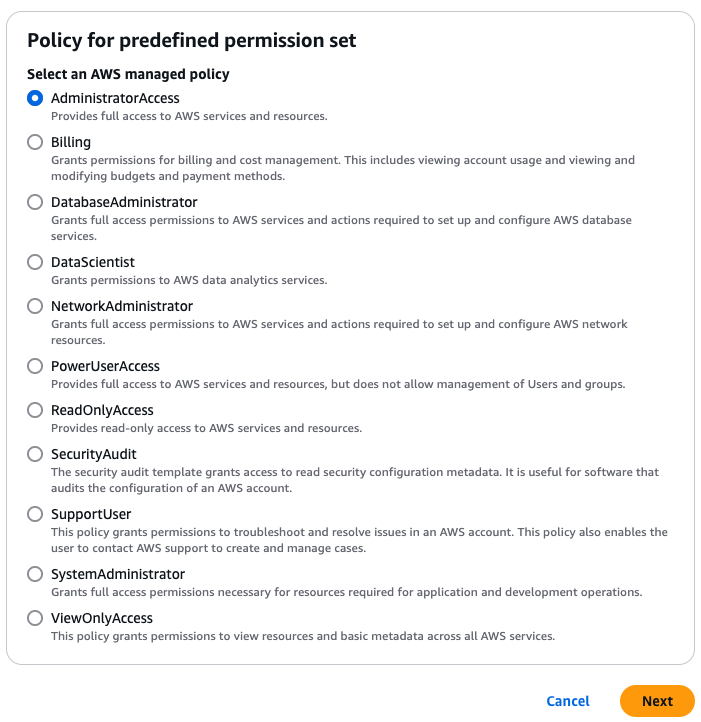 Policy for predefined permission set
Select an AWS managed policy
AdministratorAccess
Provides full access to AWS services and resources.
Billing
Grants permissions for billing and cost management. This includes viewing account usage and viewing and
modifying budgets and payment methods.
DatabaseAdministrator
Grants full access permissions to AWS services and actions required to set up and configure AWS database
services.
DataScientist
Grants permissions to AWS data analytics services.
NetworkAdministrator
Grants full access permissions to AWS services and actions required to set up and configure AWS network
resources.
PowerUserAccess
Provides full access to AWS services and resources, but does not allow management of Users and groups.
ReadOnlyAccess
Provides read-only access to AWS services and resources.
SecurityAudit
The security audit template grants access to read security configuration metadata. It is useful for software that
audits the configuration of an AWS account.
SupportUser
This policy grants permissions to troubleshoot and resolve issues in an AWS account. This policy also enables the
user to contact AWS support to create and manage cases.
SystemAdministrator
Grants full access permissions necessary for resources required for application and development operations.
ViewOnlyAccess
This policy grants permissions to view resources and basic metadata across all AWS services.
Cancel
Next